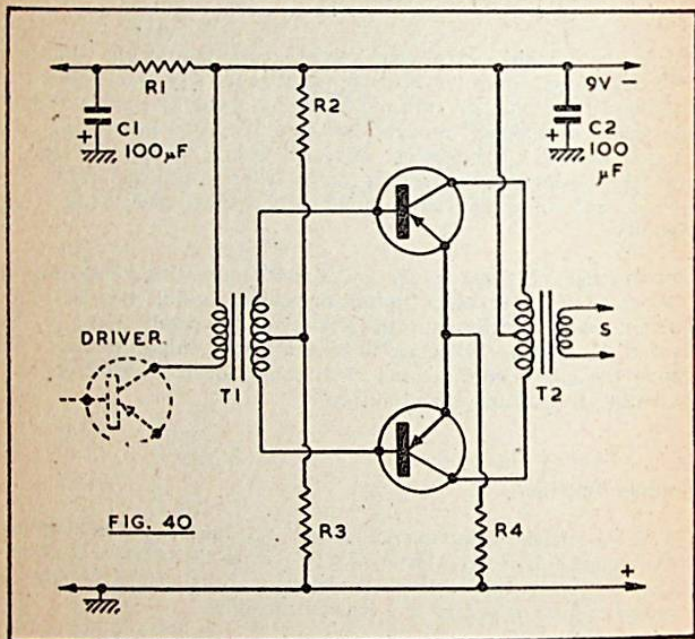 R1
R2
9V −
+
C1
100µF
+
C2
100
µF
DRIVER.
T1
T2
S
FIG. 40
R3
R4
+